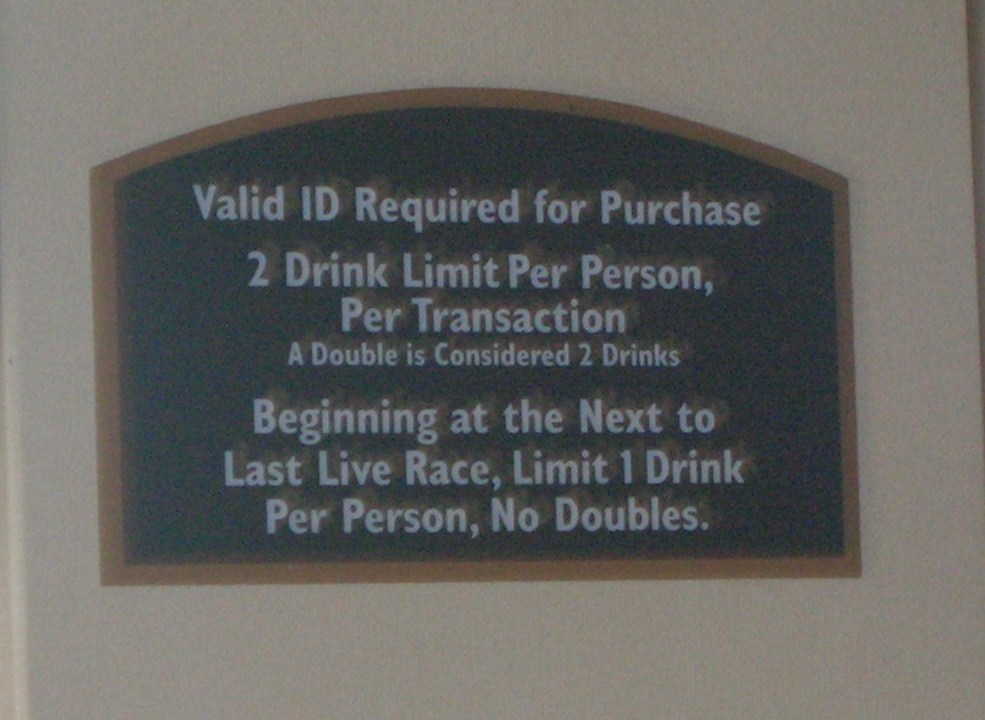 Valid ID Required for Purchase
2 Drink Limit Per Person,
Per Transaction
A Double is Considered 2 Drinks
Beginning at the Next to
Last Live Race, Limit 1 Drink
Per Person, No Doubles.